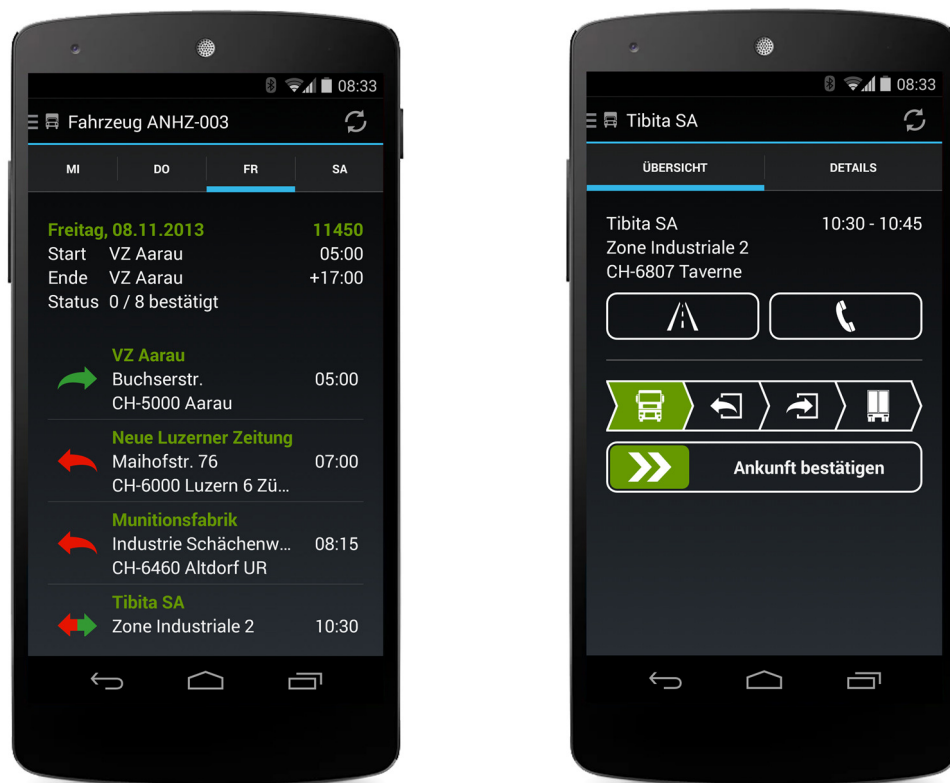 08:33
Fahrzeug ANHZ-003
MI DO FR SA
Freitag, 08.11.2013 11450
Start VZ Aarau 05:00
Ende VZ Aarau +17:00
Status 0 / 8 bestätigt
VZ Aarau
Buchserstr. 05:00
CH-5000 Aarau
Neue Luzerner Zeitung
Maihofstr. 76 07:00
CH-6000 Luzern 6 Zü...
Munitionsfabrik
Industrie Schächenw... 08:15
CH-6460 Altdorf UR
Tibita SA
Zone Industriale 2 10:30
08:33
Tibita SA
ÜBERSICHT DETAILS
Tibita SA 10:30 - 10:45
Zone Industriale 2
CH-6807 Taverne
Ankunft bestätigen